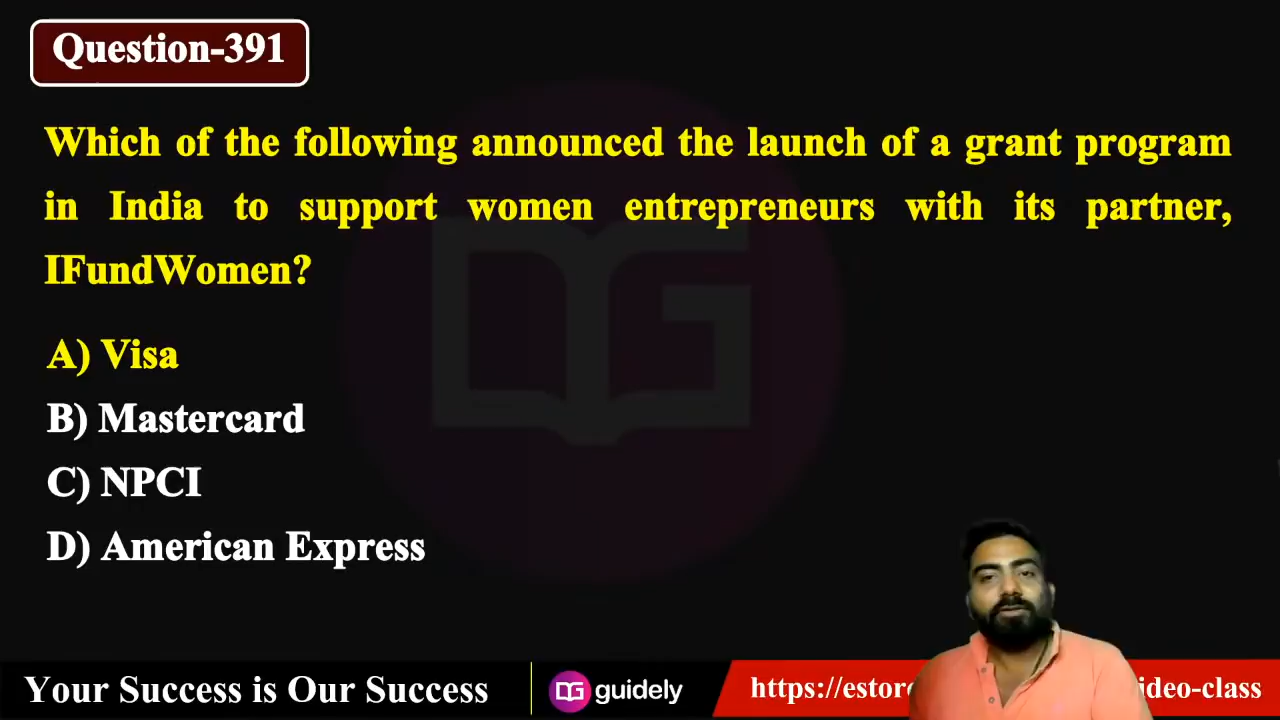 Question-391
Which of the following announced the launch of a grant program
in India to support women entrepreneurs with its partner,
IFundWomen?
A) Visa
B) Mastercard
C) NPCI
D) American Express
Your Success is Our Success
guidely
https://estore ideo-class